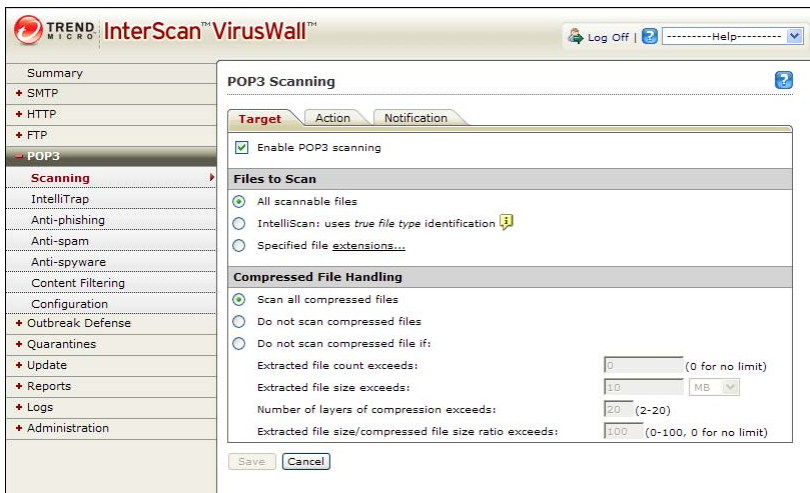 TREND MICRO InterScan™ VirusWall™
Log Off | ? ---------Help---------
Summary
+ SMTP
+ HTTP
+ FTP
- POP3
Scanning
IntelliTrap
Anti-phishing
Anti-spam
Anti-spyware
Content Filtering
Configuration
+ Outbreak Defense
+ Quarantines
+ Update
+ Reports
+ Logs
+ Administration
POP3 Scanning ?
Target Action Notification
Enable POP3 scanning
Files to Scan
All scannable files
IntelliScan: uses true file type identification
Specified file extensions...
Compressed File Handling
Scan all compressed files
Do not scan compressed files
Do not scan compressed file if:
Extracted file count exceeds: 0 (0 for no limit)
Extracted file size exceeds: 10 MB
Number of layers of compression exceeds: 20 (2-20)
Extracted file size/compressed file size ratio exceeds: 100 (0-100, 0 for no limit)
Save Cancel